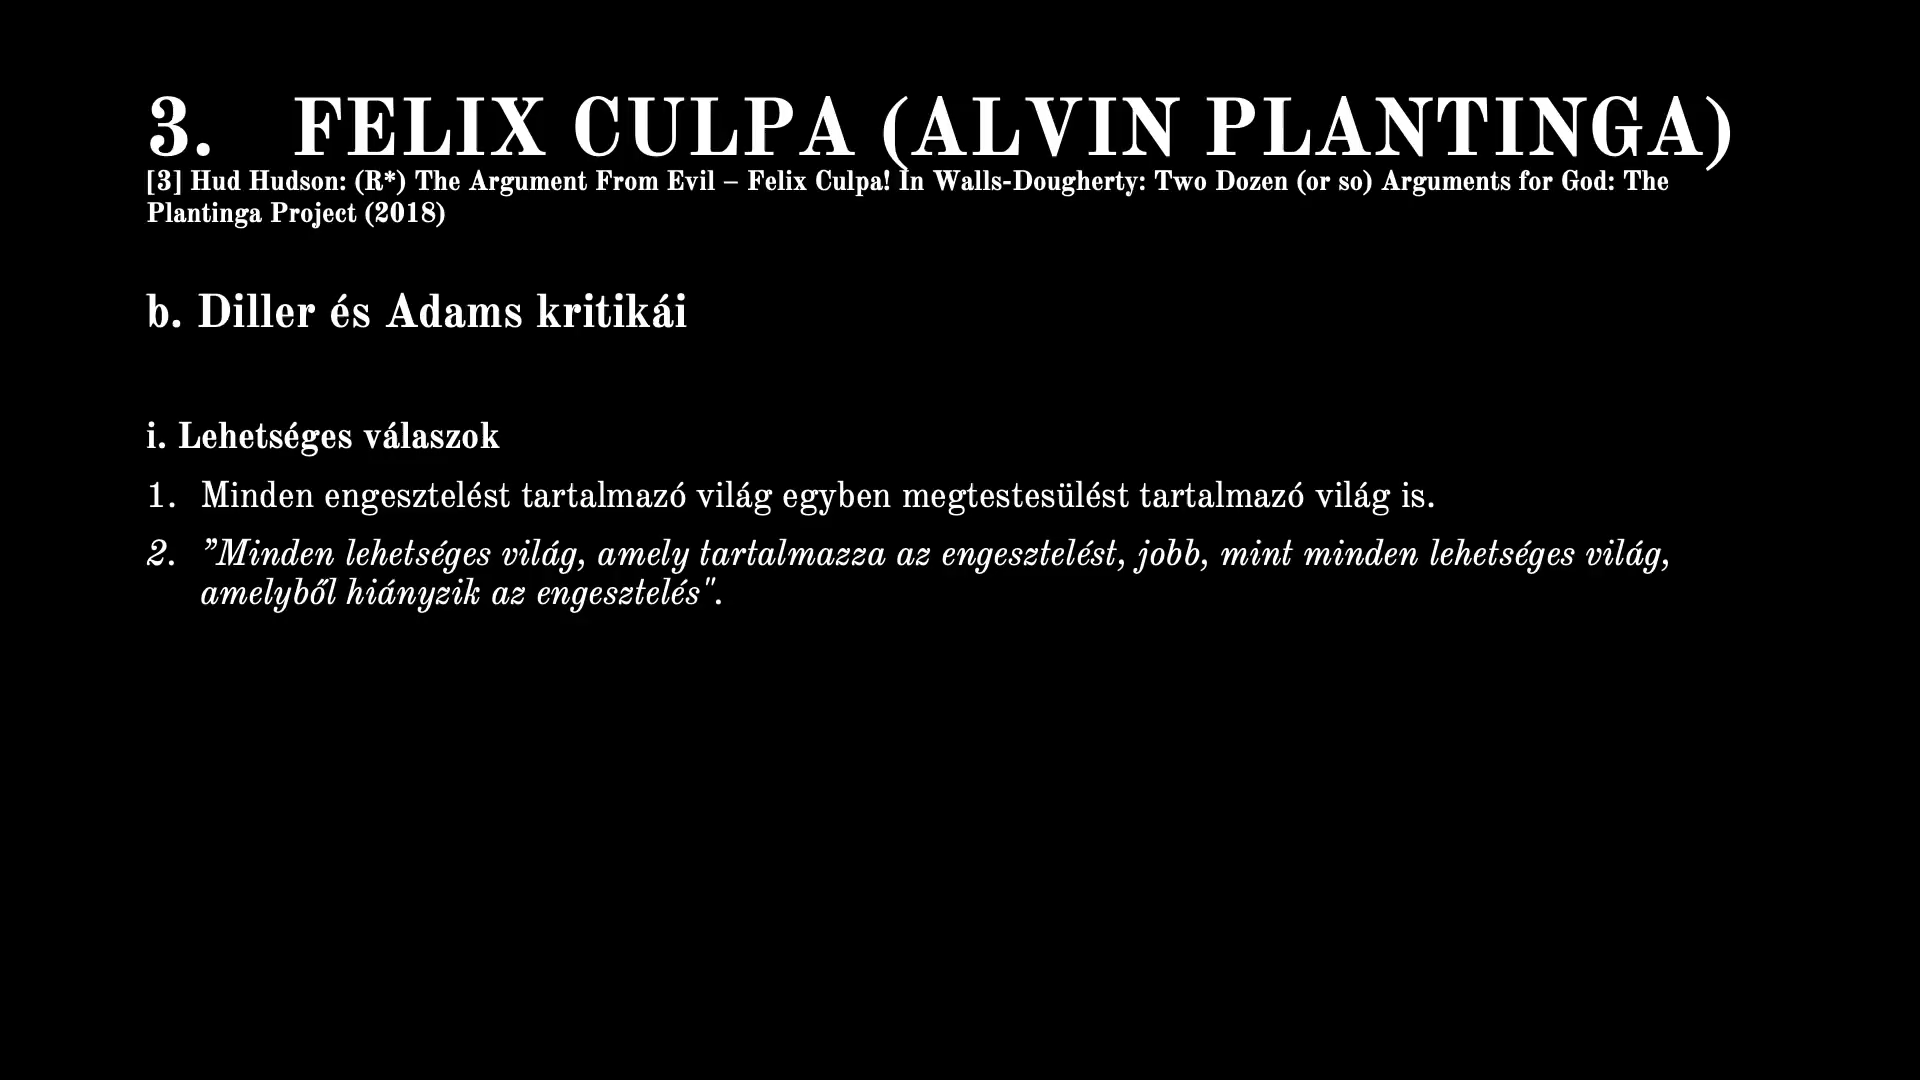 3. FELIX CULPA (ALVIN PLANTINGA)
[3] Hud Hudson: (R*) The Argument From Evil – Felix Culpa! In Walls-Dougherty: Two Dozen (or so) Arguments for God: The
Plantinga Project (2018)
b. Diller és Adams kritikái
i. Lehetséges válaszok
1. Minden engesztelést tartalmazó világ egyben megtestesülést tartalmazó világ is.
2. ”Minden lehetséges világ, amely tartalmazza az engesztelést, jobb, mint minden lehetséges világ,
amelyből hiányzik az engesztelés".